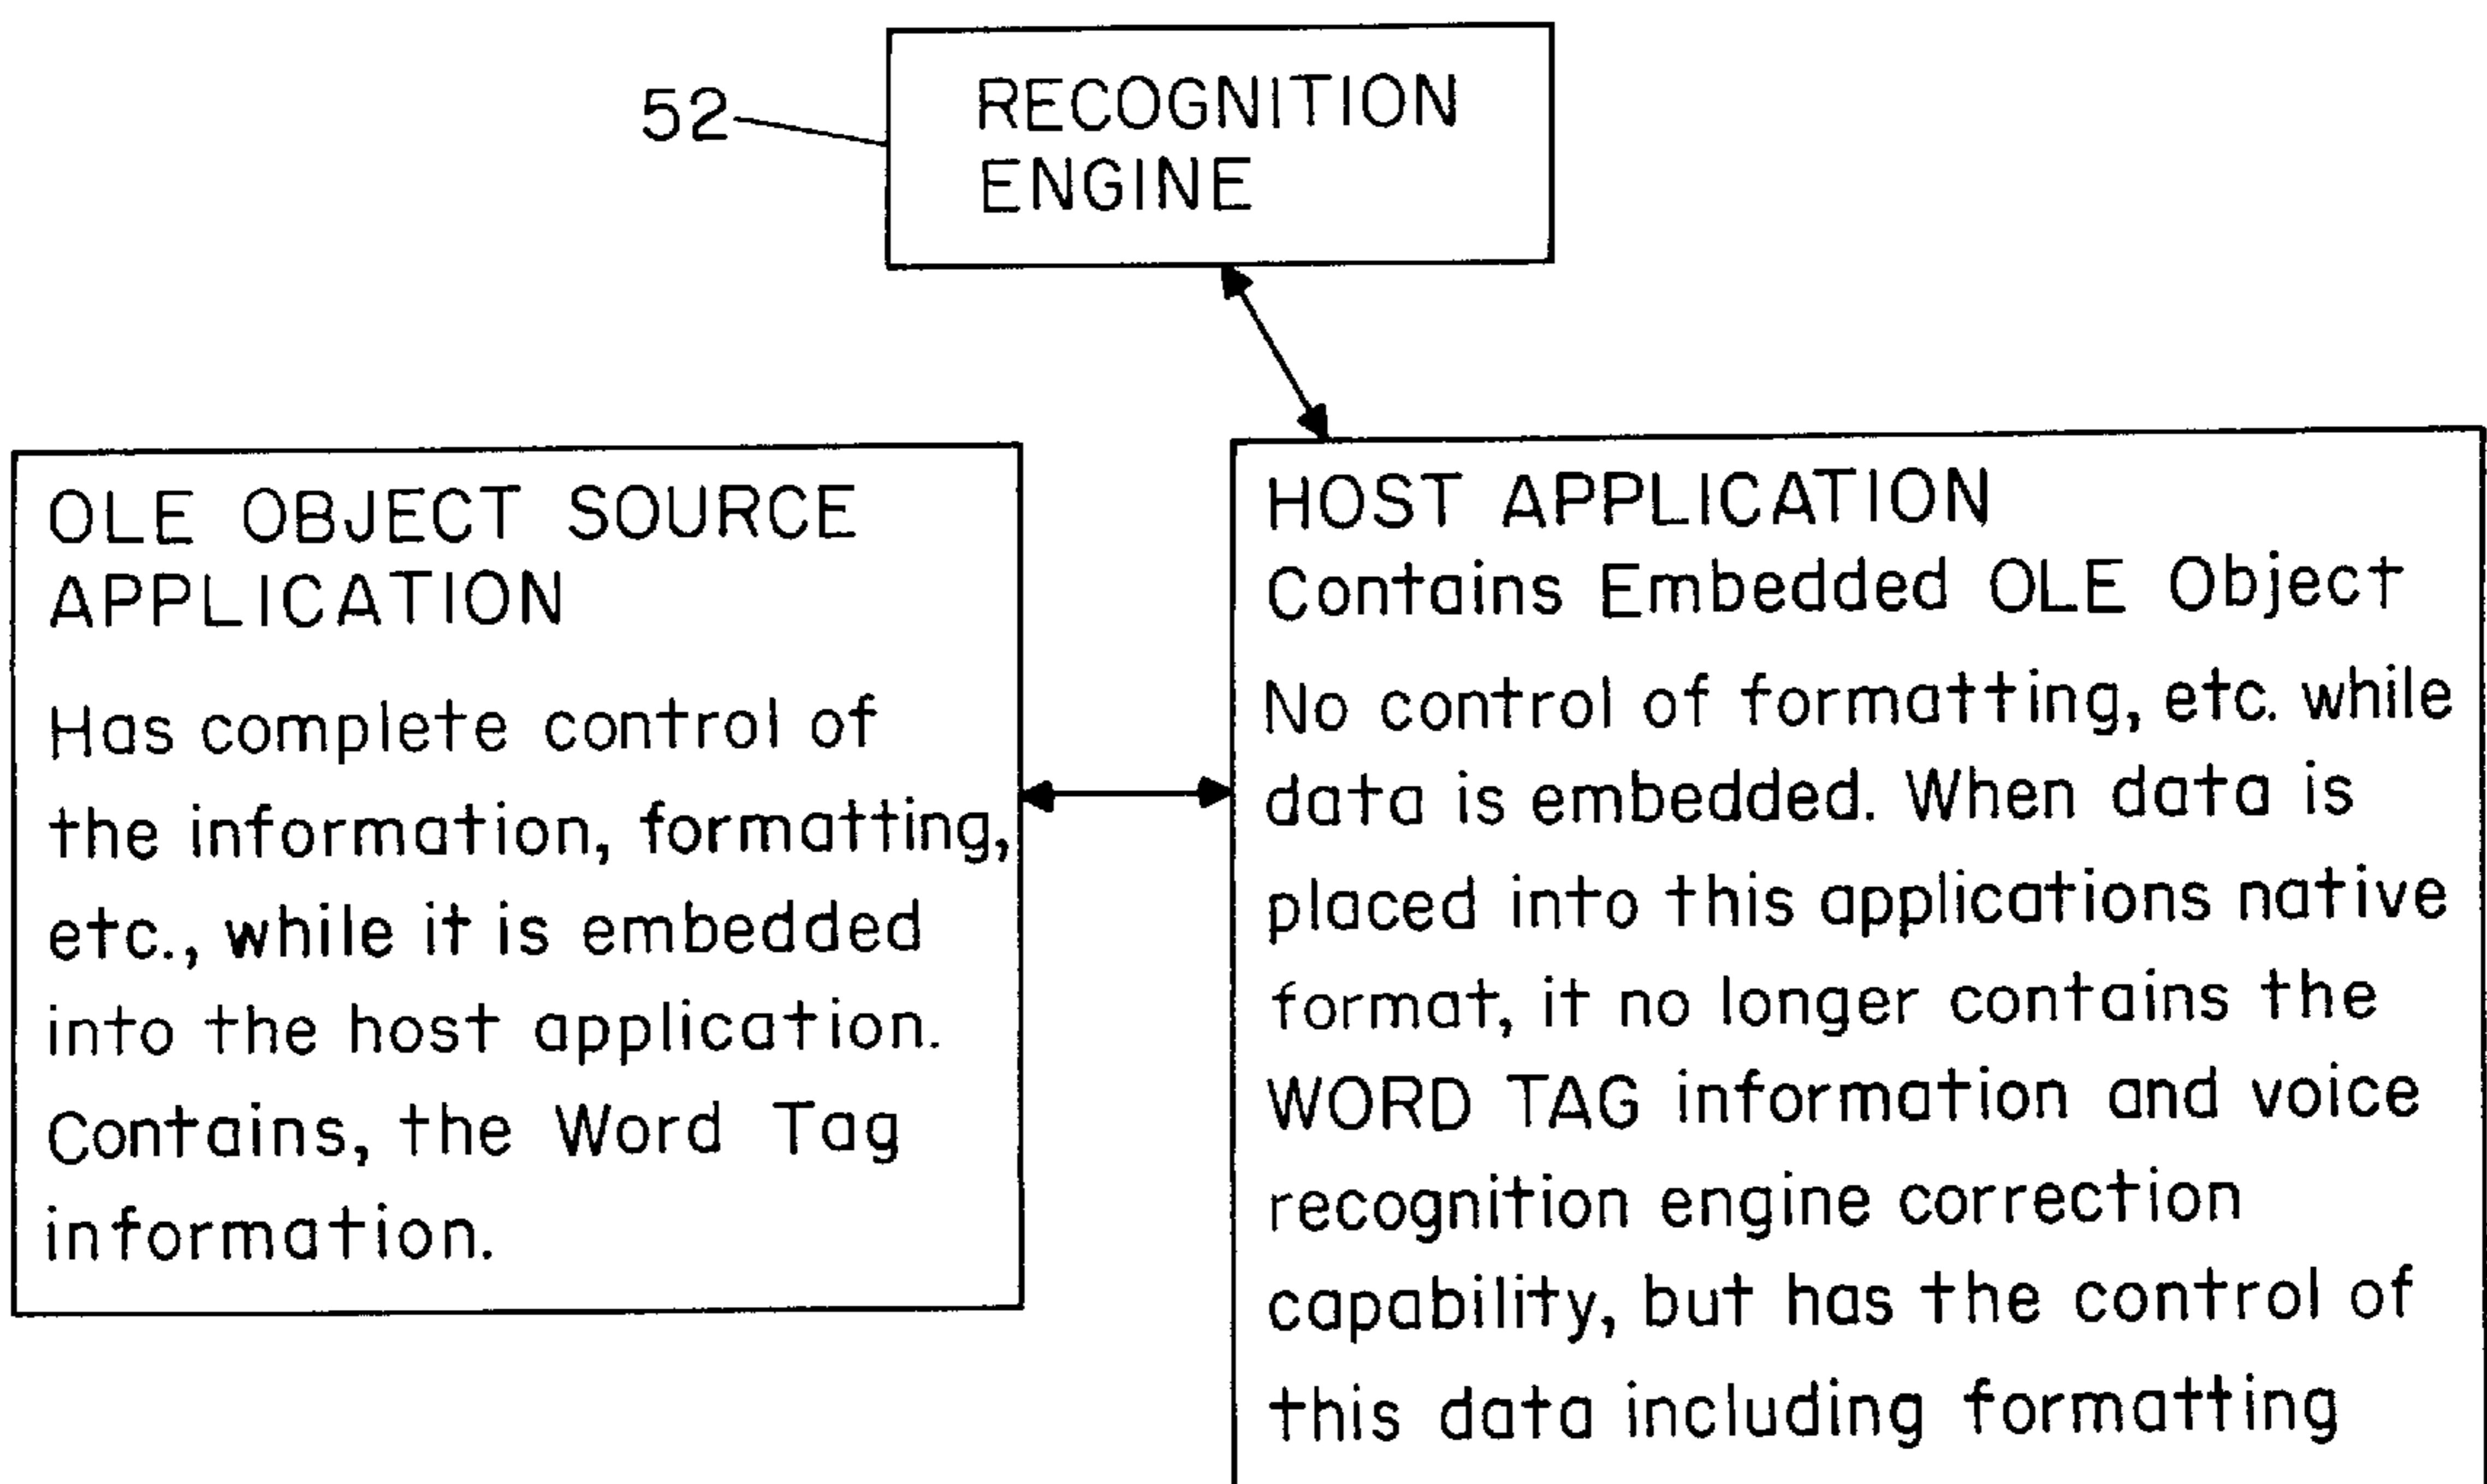 52
RECOGNITION
ENGINE
OLE OBJECT SOURCE
APPLICATION
Has complete control of
the information, formatting,
etc., while it is embedded
into the host application.
Contains, the Word Tag
information.
HOST APPLICATION
Contains Embedded OLE Object
No control of formatting, etc. while
data is embedded. When data is
placed into this applications native
format, it no longer contains the
WORD TAG information and voice
recognition engine correction
capability, but has the control of
this data including formatting